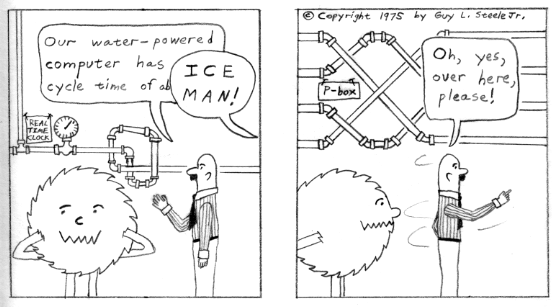 Our water-powered
computer has
cycle time of ab
ICE
MAN!
REAL
TIME
CLOCK
© Copyright 1975 by Guy L. Steele Jr.
Oh, yes,
over here,
please!
P-box